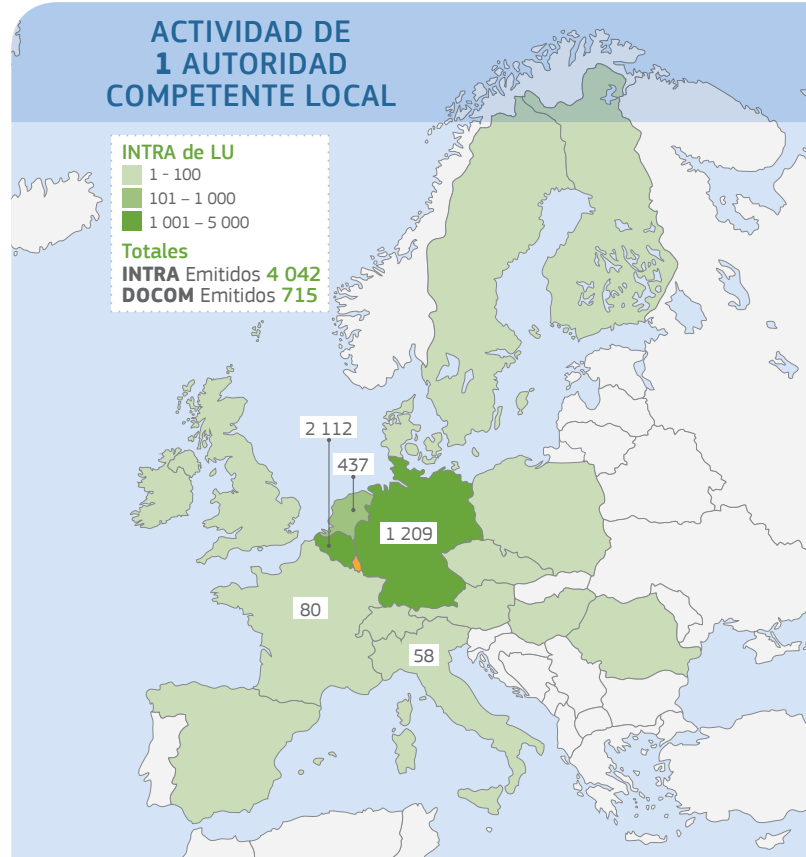 ACTIVIDAD DE
1 AUTORIDAD
COMPETENTE LOCAL
INTRA de LU
1 - 100
101 – 1 000
1 001 – 5 000
Totales
INTRA Emitidos 4 042
DOCOM Emitidos 715
2 112
437
1 209
80
58